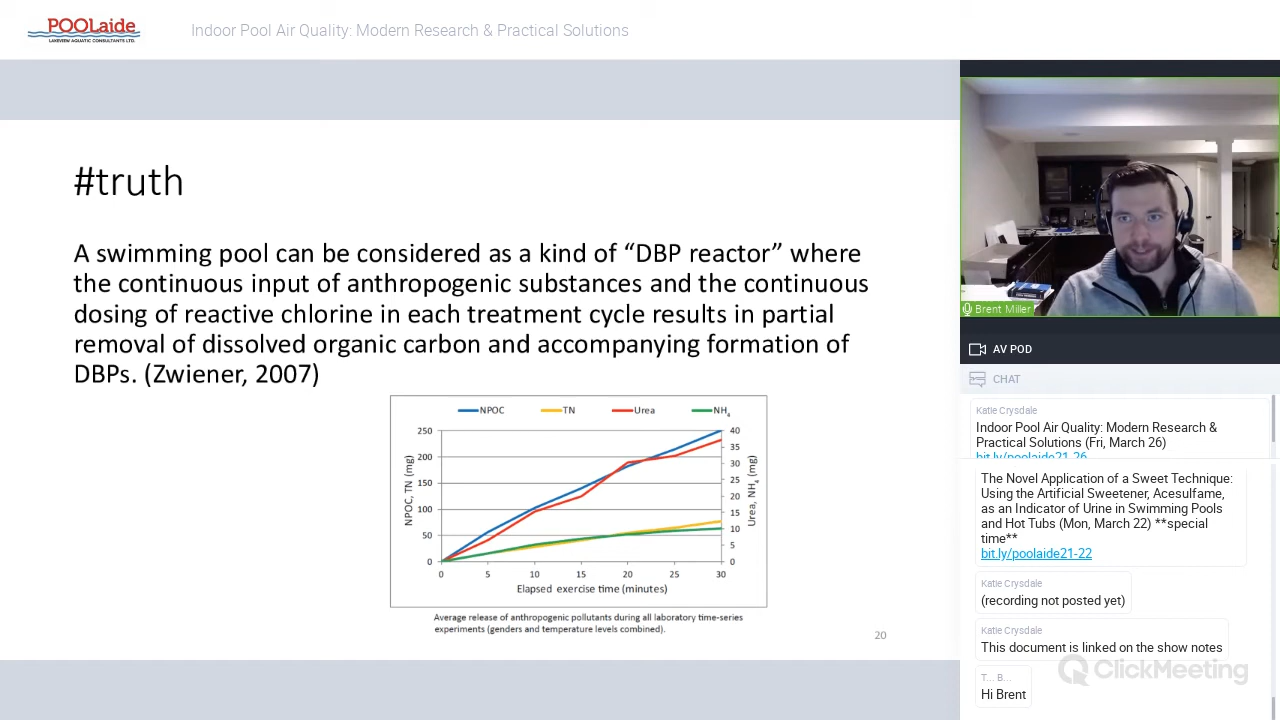 POOLaide
LAKEVIEW AQUATIC CONSULTANTS LTD.
Indoor Pool Air Quality: Modern Research & Practical Solutions
#truth
A swimming pool can be considered as a kind of “DBP reactor” where
the continuous input of anthropogenic substances and the continuous
dosing of reactive chlorine in each treatment cycle results in partial
removal of dissolved organic carbon and accompanying formation of
DBPs. (Zwiener, 2007)
NPOC TN Urea NH4
250 40
35
200
30
150 25
20
100 15
10
50
5
0 0
NPOC, TN (mg)
Urea, NH4 (mg)
0 5 10 15 20 25 30
Elapsed exercise time (minutes)
Average release of anthropogenic pollutants during all laboratory time-series
experiments (genders and temperature levels combined).
20
Brent Miller
AV POD
CHAT
Katie Crysdale
Indoor Pool Air Quality: Modern Research &
Practical Solutions (Fri, March 26)
bit.ly/poolaide21-26
The Novel Application of a Sweet Technique:
Using the Artificial Sweetener, Acesulfame,
as an Indicator of Urine in Swimming Pools
and Hot Tubs (Mon, March 22) **special
time**
bit.ly/poolaide21-22
Katie Crysdale
(recording not posted yet)
Katie Crysdale
This document is linked on the show notes
ClickMeeting
T... B...
Hi Brent